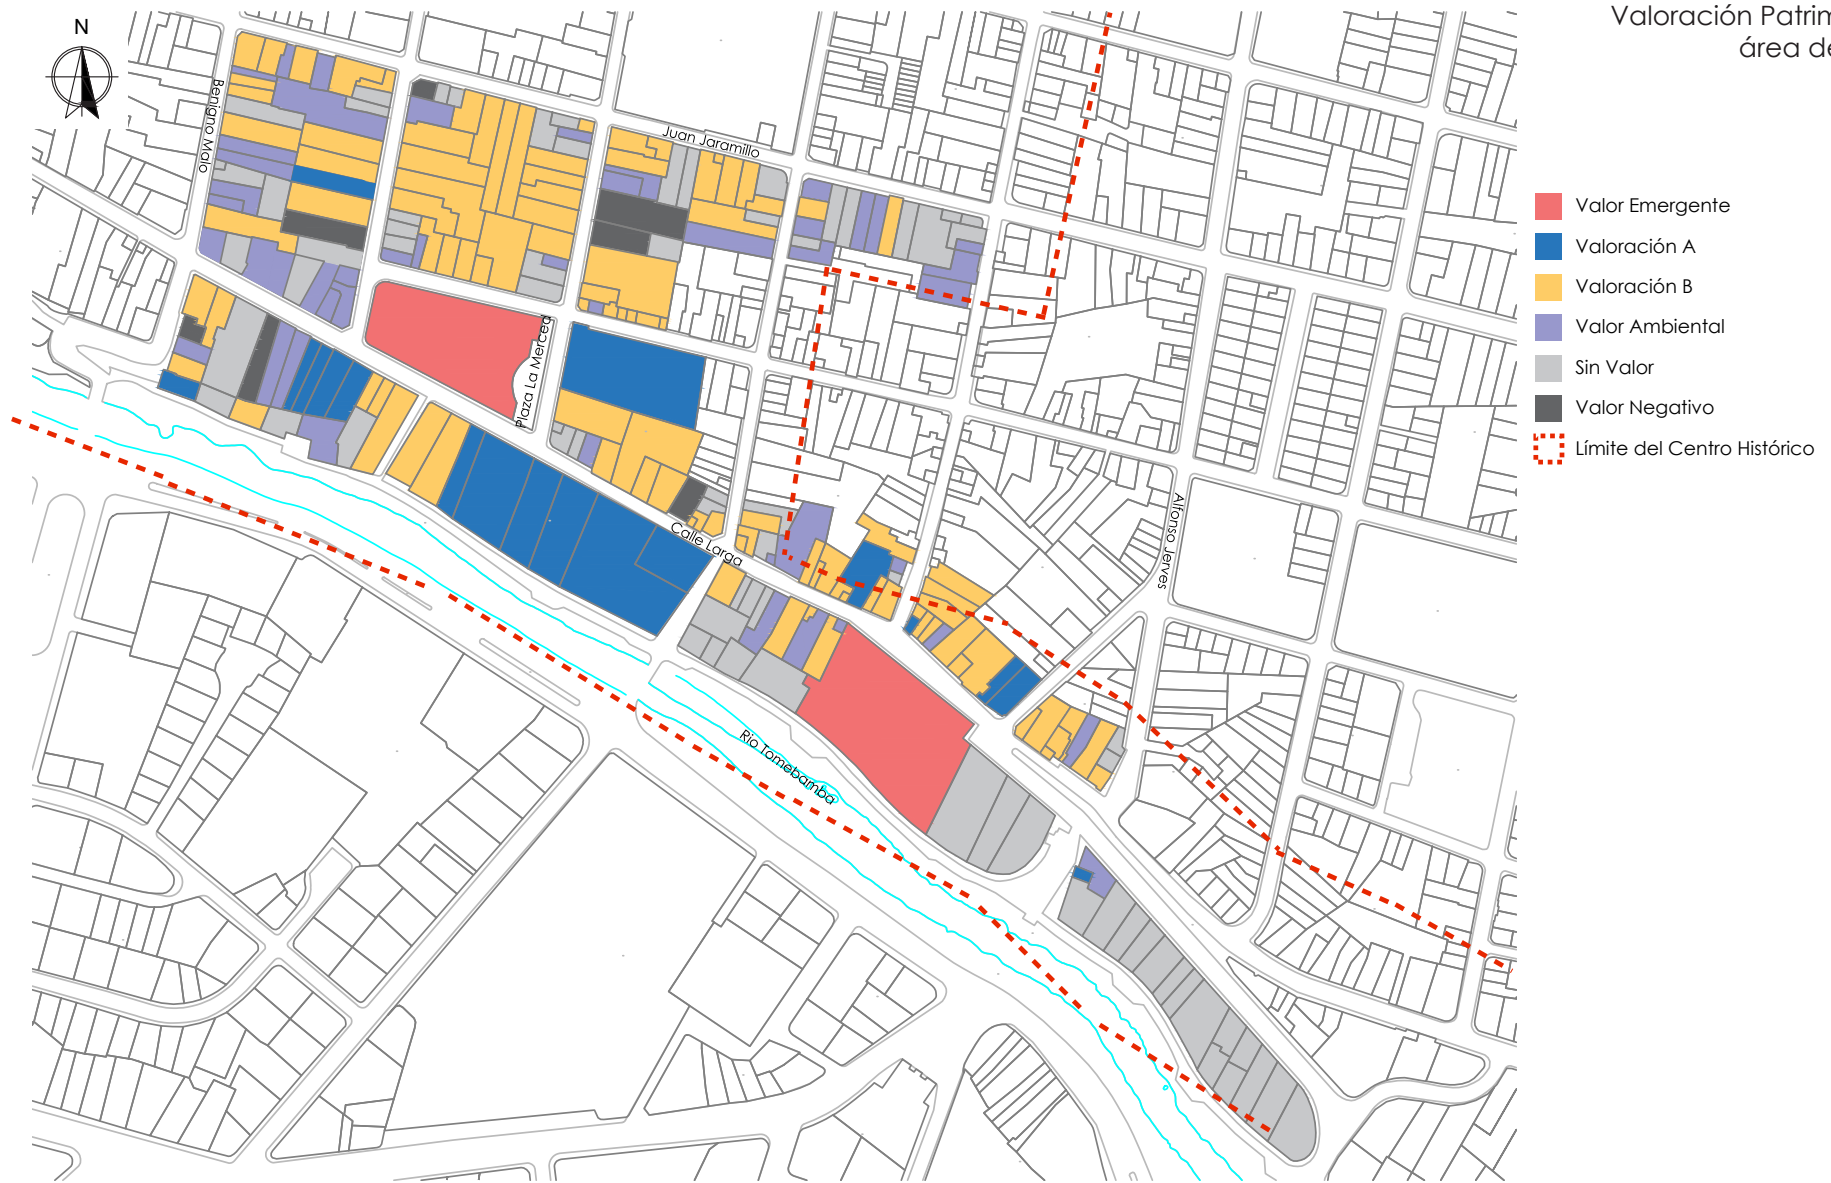 Valoración Patrim
área de
N
Benigno Malo
Juan Jaramillo
Plaza La Merced
Calle Larga
Alfonso Jerves
Río Tomebamba
Valor Emergente
Valoración A
Valoración B
Valor Ambiental
Sin Valor
Valor Negativo
Límite del Centro Histórico